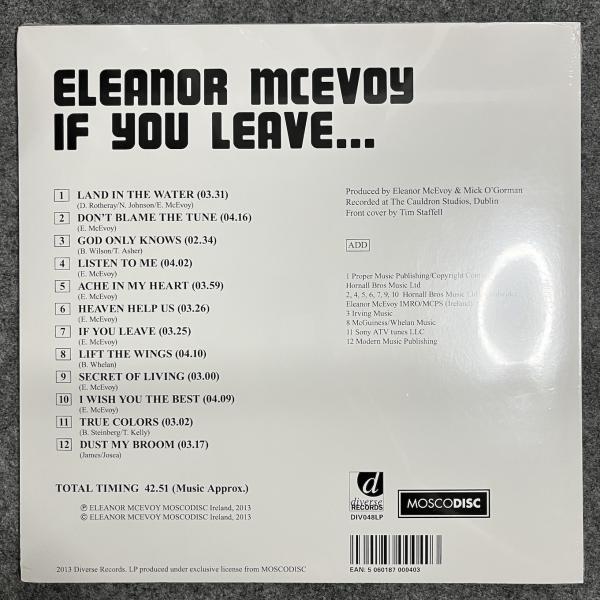 ELEANOR MCEVOY
IF YOU LEAVE...
1 LAND IN THE WATER (03.31)
(D. Rotheray/N. Johnson/E. McEvoy)
2 DON'T BLAME THE TUNE (04.16)
(E. McEvoy)
3 GOD ONLY KNOWS (02.34)
(B. Wilson/T. Asher)
4 LISTEN TO ME (04.02)
(E. McEvoy)
5 ACHE IN MY HEART (03.59)
(E. McEvoy)
6 HEAVEN HELP US (03.26)
(E. McEvoy)
7 IF YOU LEAVE (03.25)
(E. McEvoy)
8 LIFT THE WINGS (04.10)
(B. Whelan)
9 SECRET OF LIVING (03.00)
(E. McEvoy)
10 I WISH YOU THE BEST (04.09)
(E. McEvoy)
11 TRUE COLORS (03.02)
(B. Steinberg/T. Kelly)
12 DUST MY BROOM (03.17)
(James/Josea)
TOTAL TIMING 42.51 (Music Approx.)
℗ ELEANOR MCEVOY MOSCODISC Ireland, 2013
© ELEANOR MCEVOY MOSCODISC Ireland, 2013
Produced by Eleanor McEvoy & Mick O'Gorman
Recorded at The Cauldron Studios, Dublin
Front cover by Tim Staffell
ADD
1 Proper Music Publishing/Copyright
Hornall Bros Music Ltd
2, 4, 5, 6, 7, 9, 10 Hornall Bros Music Ltd
Eleanor McEvoy IMRO/MCPS (Ireland)
3 Irving Music
8 McGuiness/Whelan Music
11 Sony ATV tunes LLC
12 Modern Music Publishing
d
diverse
RECORDS
DIV048LP
MOSCODISC
EAN: 5 060187 000403
2013 Diverse Records. LP produced under exclusive license from MOSCODISC